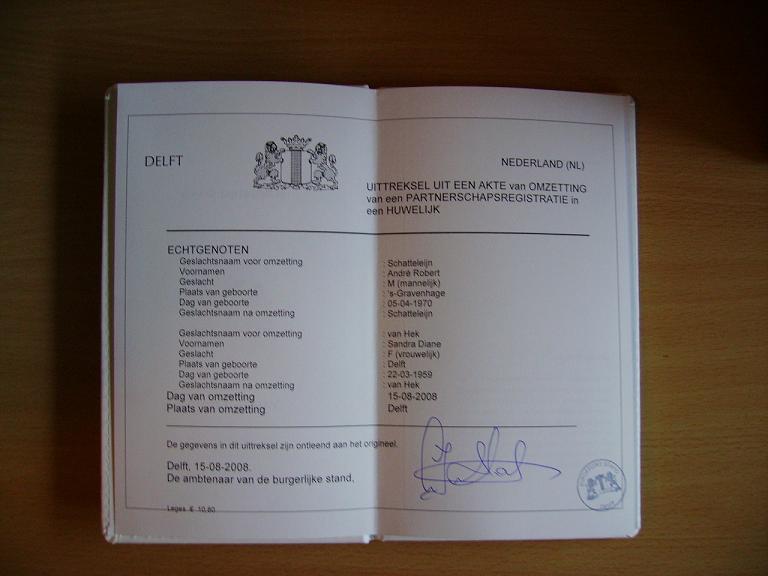 DELFT
NEDERLAND (NL)
UITTREKSEL UIT EEN AKTE van OMZETTING
van een PARTNERSCHAPSREGISTRATIE in
een HUWELIJK
ECHTGENOTEN
Geslachtsnaam voor omzetting : Schatteleijn
Voornamen : André Robert
Geslacht : M (mannelijk)
Plaats van geboorte : 's-Gravenhage
Dag van geboorte : 05-04-1970
Geslachtsnaam na omzetting : Schatteleijn
Geslachtsnaam voor omzetting : van Hek
Voornamen : Sandra Diane
Geslacht : F (vrouwelijk)
Plaats van geboorte : Delft
Dag van geboorte : 22-03-1959
Geslachtsnaam na omzetting : van Hek
Dag van omzetting 15-08-2008
Plaats van omzetting Delft
De gegevens in dit uittreksel zijn ontleend aan het origineel.
Delft, 15-08-2008.
De ambtenaar van de burgerlijke stand,
Leges € 10,60